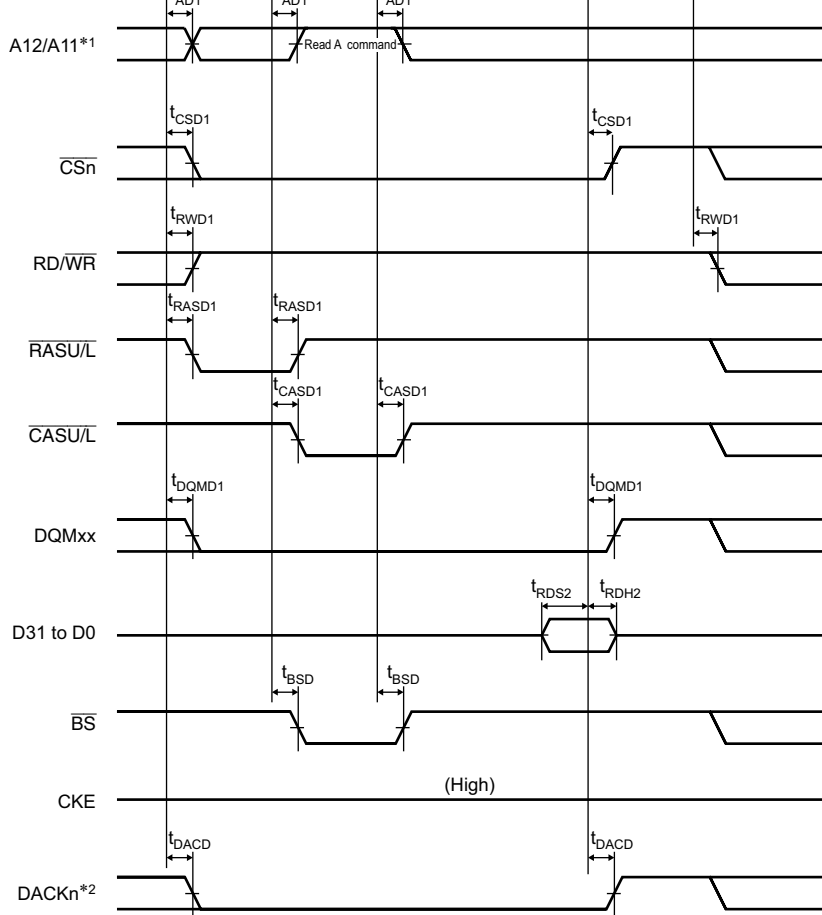 AD1 AD1 AD1
A12/A11*1 Read A command
tCSD1 tCSD1
CSn
tRWD1 tRWD1
RD/WR
tRASD1 tRASD1
RASU/L
tCASD1 tCASD1
CASU/L
tDQMD1 tDQMD1
DQMxx
tRDS2 tRDH2
D31 to D0
tBSD tBSD
BS
(High)
CKE
tDACD tDACD
DACKn*2